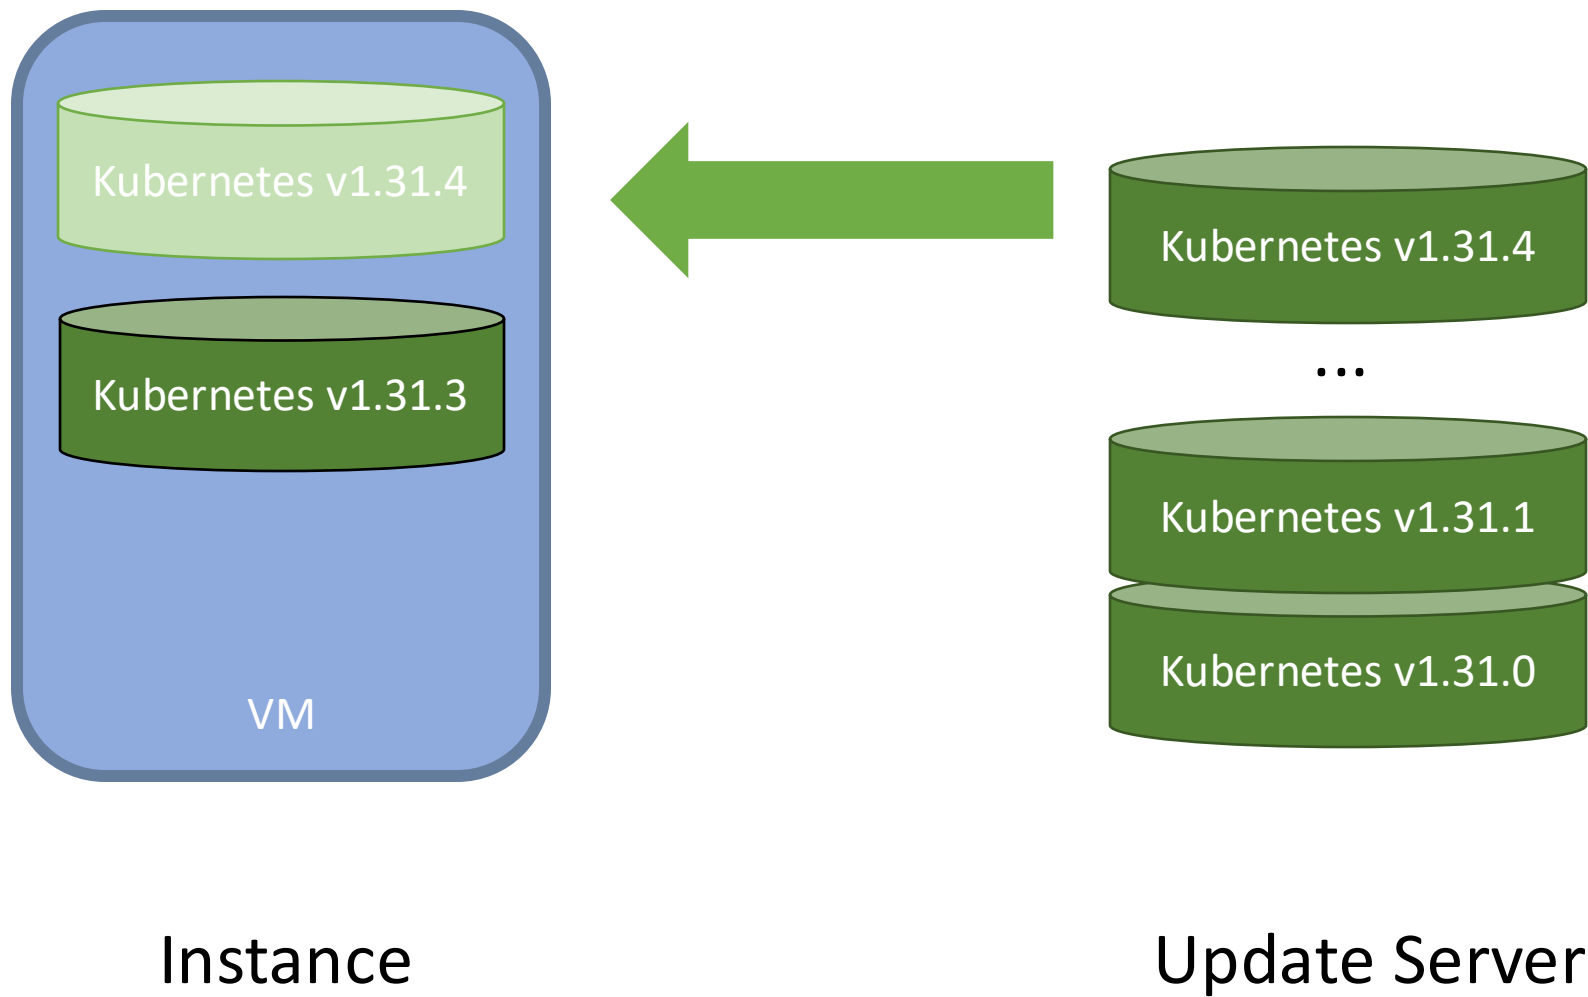 Kubernetes v1.31.4
Kubernetes v1.31.3
VM
Instance
Kubernetes v1.31.4
...
Kubernetes v1.31.1
Kubernetes v1.31.0
Update Server